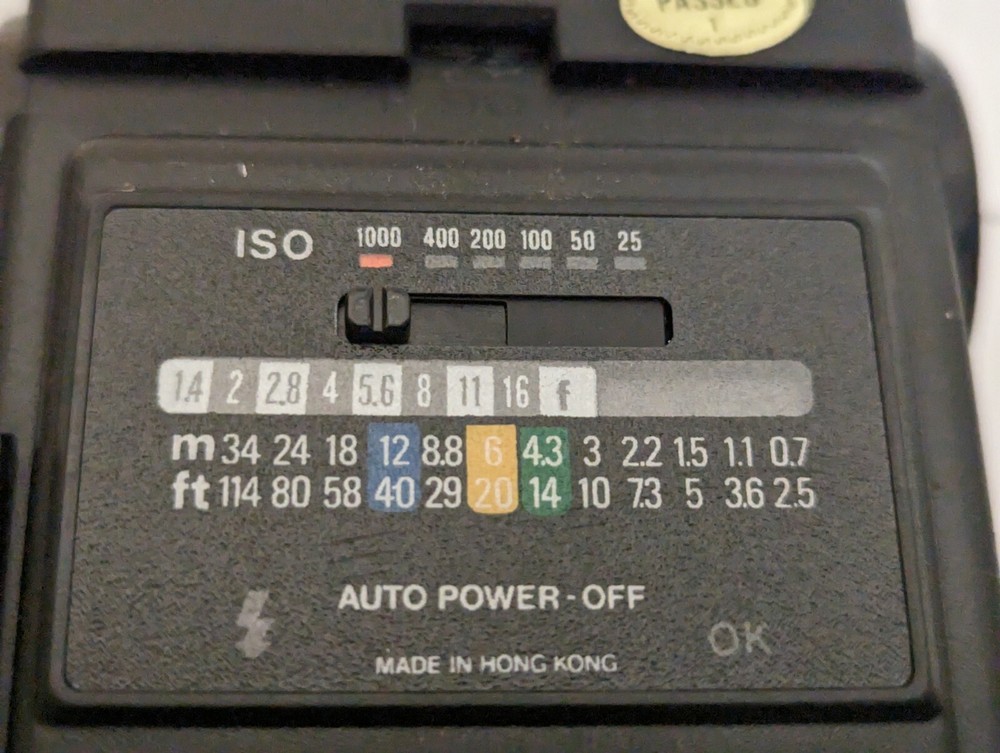 PASSED
T
ISO 1000 400 200 100 50 25
1.4 2 2.8 4 5.6 8 11 16 f
m 34 24 18 12 8.8 6 4.3 3 2.2 1.5 1.1 0.7
ft 114 80 58 40 29 20 14 10 7.3 5 3.6 2.5
AUTO POWER-OFF
OK
MADE IN HONG KONG